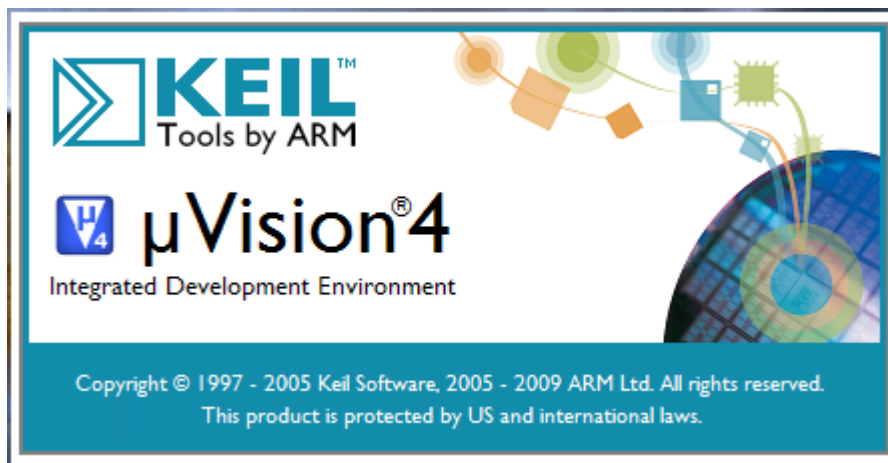 KEIL™
Tools by ARM
µ
V
4
µVision®4
Integrated Development Environment
Copyright © 1997 - 2005 Keil Software, 2005 - 2009 ARM Ltd. All rights reserved.
This product is protected by US and international laws.